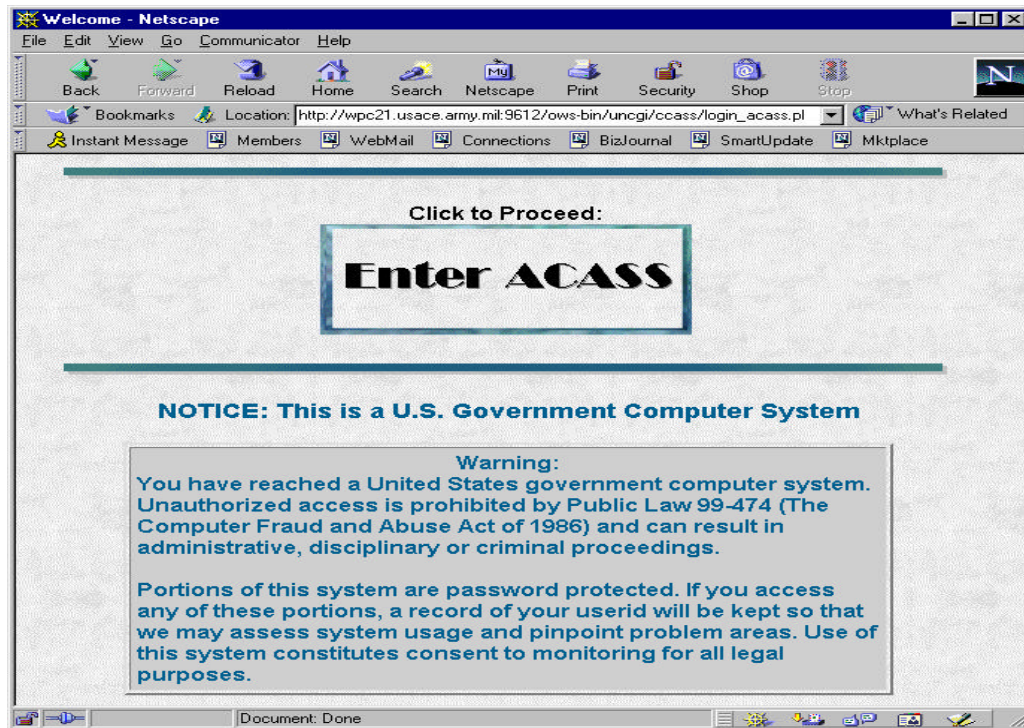 Welcome - Netscape
File Edit View Go Communicator Help
Back Forward Reload Home Search Netscape Print Security Shop Stop
Bookmarks Location: http://wpc21.usace.army.mil:9612/ows-bin/uncgi/ccass/login_acass.pl What's Related
Instant Message Members WebMail Connections BizJournal SmartUpdate Mktplace
Click to Proceed:
Enter ACASS
NOTICE: This is a U.S. Government Computer System
Warning:
You have reached a United States government computer system.
Unauthorized access is prohibited by Public Law 99-474 (The
Computer Fraud and Abuse Act of 1986) and can result in
administrative, disciplinary or criminal proceedings.
Portions of this system are password protected. If you access
any of these portions, a record of your userid will be kept so that
we may assess system usage and pinpoint problem areas. Use of
this system constitutes consent to monitoring for all legal
purposes.
Document: Done